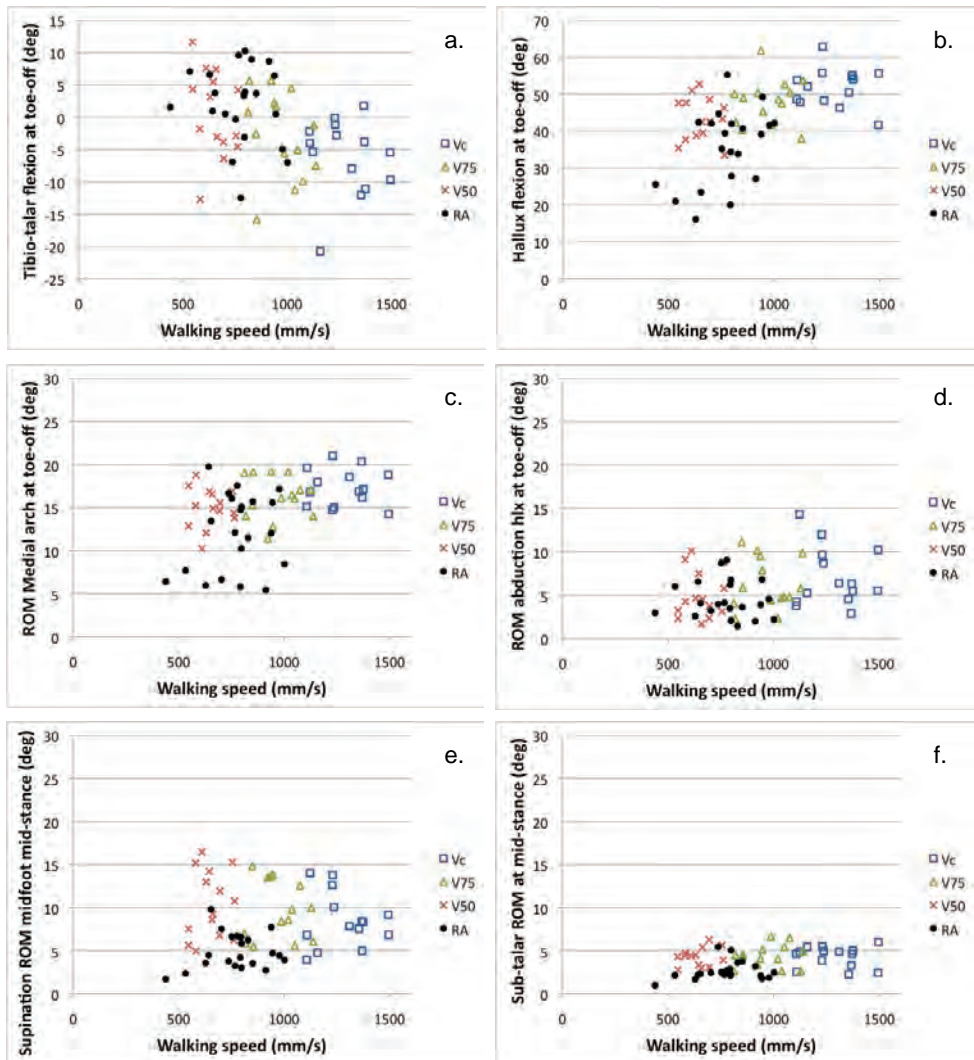 a.
Tibio-talar flexion at toe-off (deg)
15
10
5
0
-5
-10
-15
-20
-25
500
1000
1500
Walking speed (mm/s)
Vc
V75
V50
RA
b.
Hallux flexion at toe-off (deg)
70
60
50
40
30
20
10
0
0
500
1000
1500
Walking speed (mm/s)
Vc
V75
V50
RA
c.
ROM Medial arch at toe-off (deg)
30
25
20
15
10
5
0
0
500
1000
1500
Walking speed (mm/s)
Vc
V75
V50
RA
d.
ROM abduction hlx at toe-off (deg)
30
25
20
15
10
5
0
0
500
1000
1500
Walking speed (mm/s)
Vc
V75
V50
RA
e.
Supination ROM midfoot mid-stance (deg)
30
25
20
15
10
5
0
0
500
1000
1500
Walking speed (mm/s)
Vc
V75
V50
RA
f.
Sub-talar ROM at mid-stance (deg)
30
25
20
15
10
5
0
0
500
1000
1500
Walking speed (mm/s)
Vc
V75
V50
RA